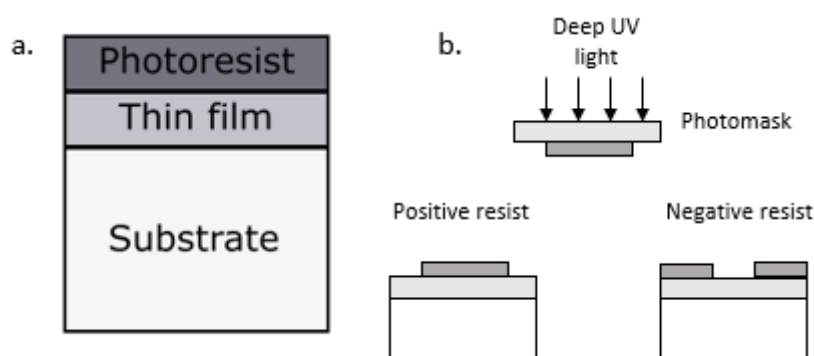 a.
Photoresist
Thin film
Substrate
b.
Deep UV
light
Photomask
Positive resist
Negative resist